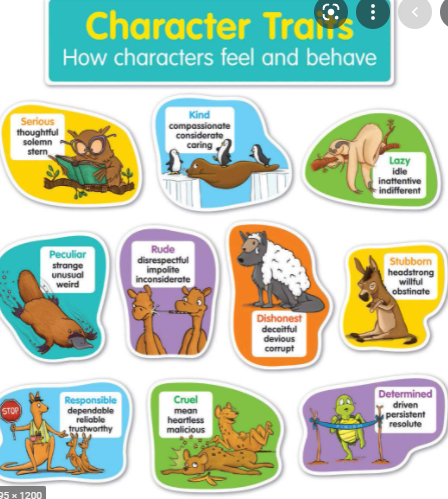 Character Traits
How characters feel and behave
Serious
thoughtful
solemn
stern
Kind
compassionate
considerate
caring
Lazy
idle
inattentive
indifferent
Peculiar
strange
unusual
weird
Rude
disrespectful
impolite
inconsiderate
Dishonest
deceitful
devious
corrupt
Stubborn
headstrong
willful
obstinate
STOP
Responsible
dependable
reliable
trustworthy
Cruel
mean
heartless
malicious
Determined
driven
persistent
resolute
95 × 1200